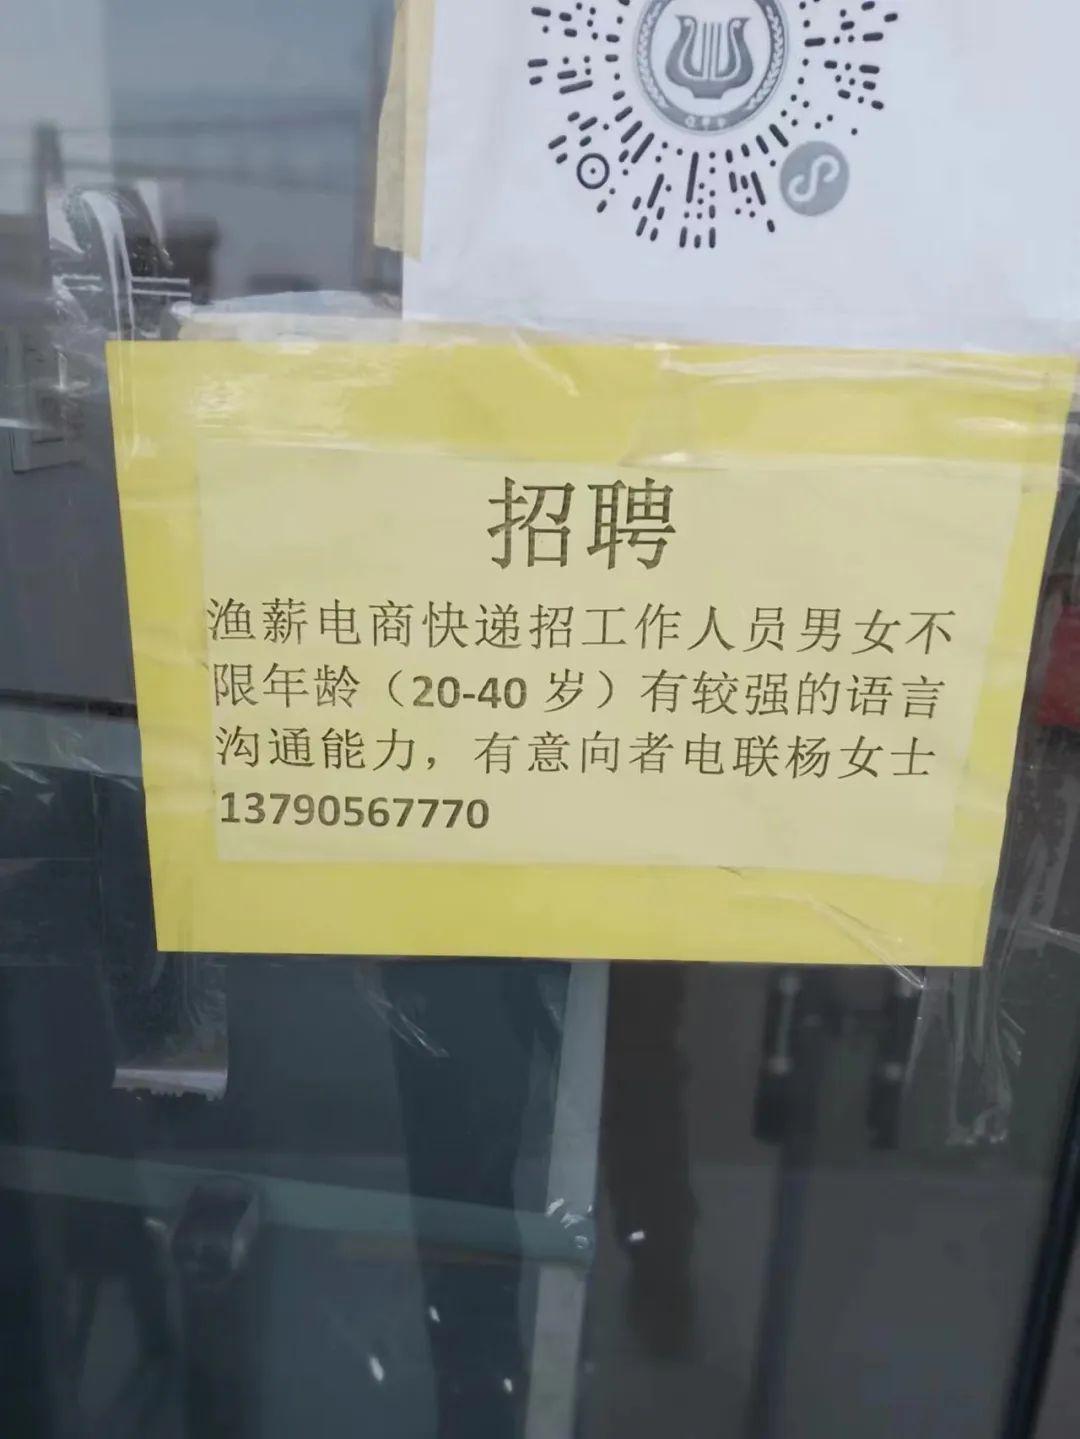 招聘
渔薪电商快递招工作人员男女不
限年龄（20-40 岁）有较强的语言
沟通能力，有意向者电联杨女士
13790567770